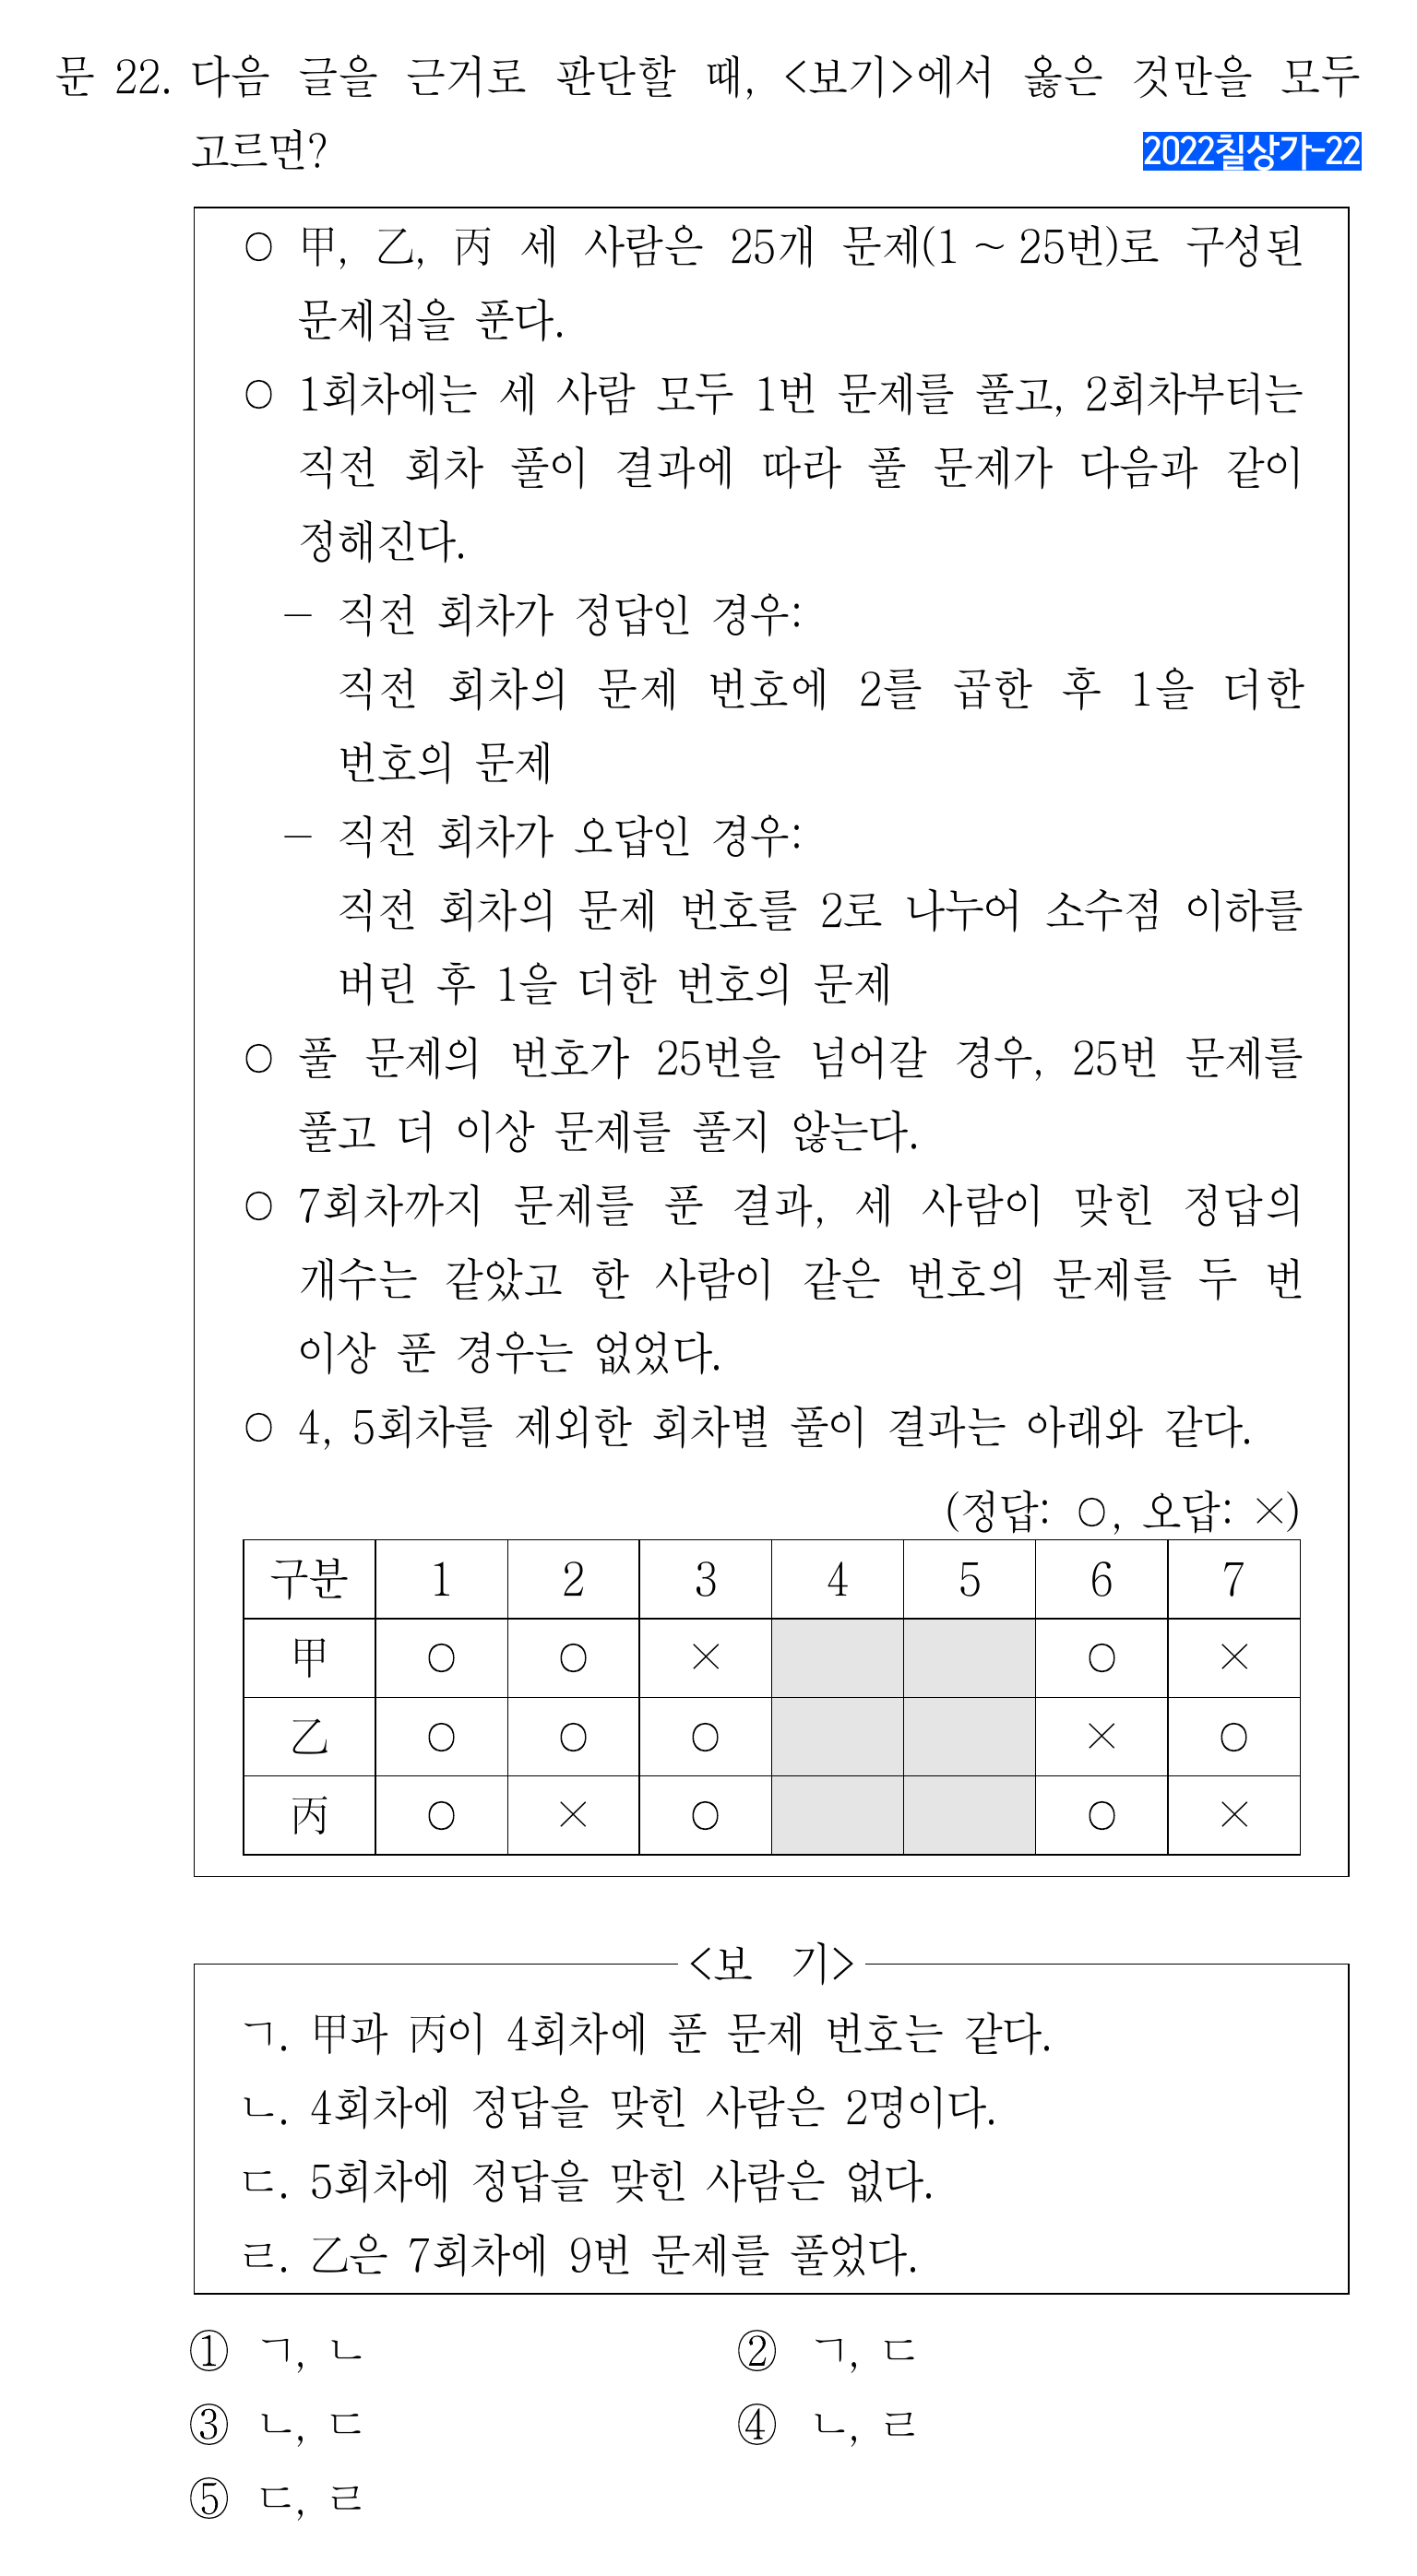 문 22. 다음 글을 근거로 판단할 때, <보기>에서 옳은 것만을 모두
고르면?
2022칠상가-22
○ 甲, 乙, 丙 세 사람은 25개 문제(1 ~ 25번)로 구성된
문제집을 푼다.
○ 1회차에는 세 사람 모두 1번 문제를 풀고, 2회차부터는
직전 회차 풀이 결과에 따라 풀 문제가 다음과 같이
정해진다.
- 직전 회차가 정답인 경우:
직전 회차의 문제 번호에 2를 곱한 후 1을 더한
번호의 문제
- 직전 회차가 오답인 경우:
직전 회차의 문제 번호를 2로 나누어 소수점 이하를
버린 후 1을 더한 번호의 문제
○ 풀 문제의 번호가 25번을 넘어갈 경우, 25번 문제를
풀고 더 이상 문제를 풀지 않는다.
○ 7회차까지 문제를 푼 결과, 세 사람이 맞힌 정답의
개수는 같았고 한 사람이 같은 번호의 문제를 두 번
이상 푼 경우는 없었다.
○ 4, 5회차를 제외한 회차별 풀이 결과는 아래와 같다.
(정답: ○, 오답: ×)
구분 1 2 3 4 5 6 7
甲 ○ ○ × ○ ×
乙 ○ ○ ○ × ○
丙 ○ × ○ ○ ×
<보 기>
ㄱ. 甲과 丙이 4회차에 푼 문제 번호는 같다.
ㄴ. 4회차에 정답을 맞힌 사람은 2명이다.
ㄷ. 5회차에 정답을 맞힌 사람은 없다.
ㄹ. 乙은 7회차에 9번 문제를 풀었다.
① ㄱ, ㄴ ② ㄱ, ㄷ
③ ㄴ, ㄷ ④ ㄴ, ㄹ
⑤ ㄷ, ㄹ